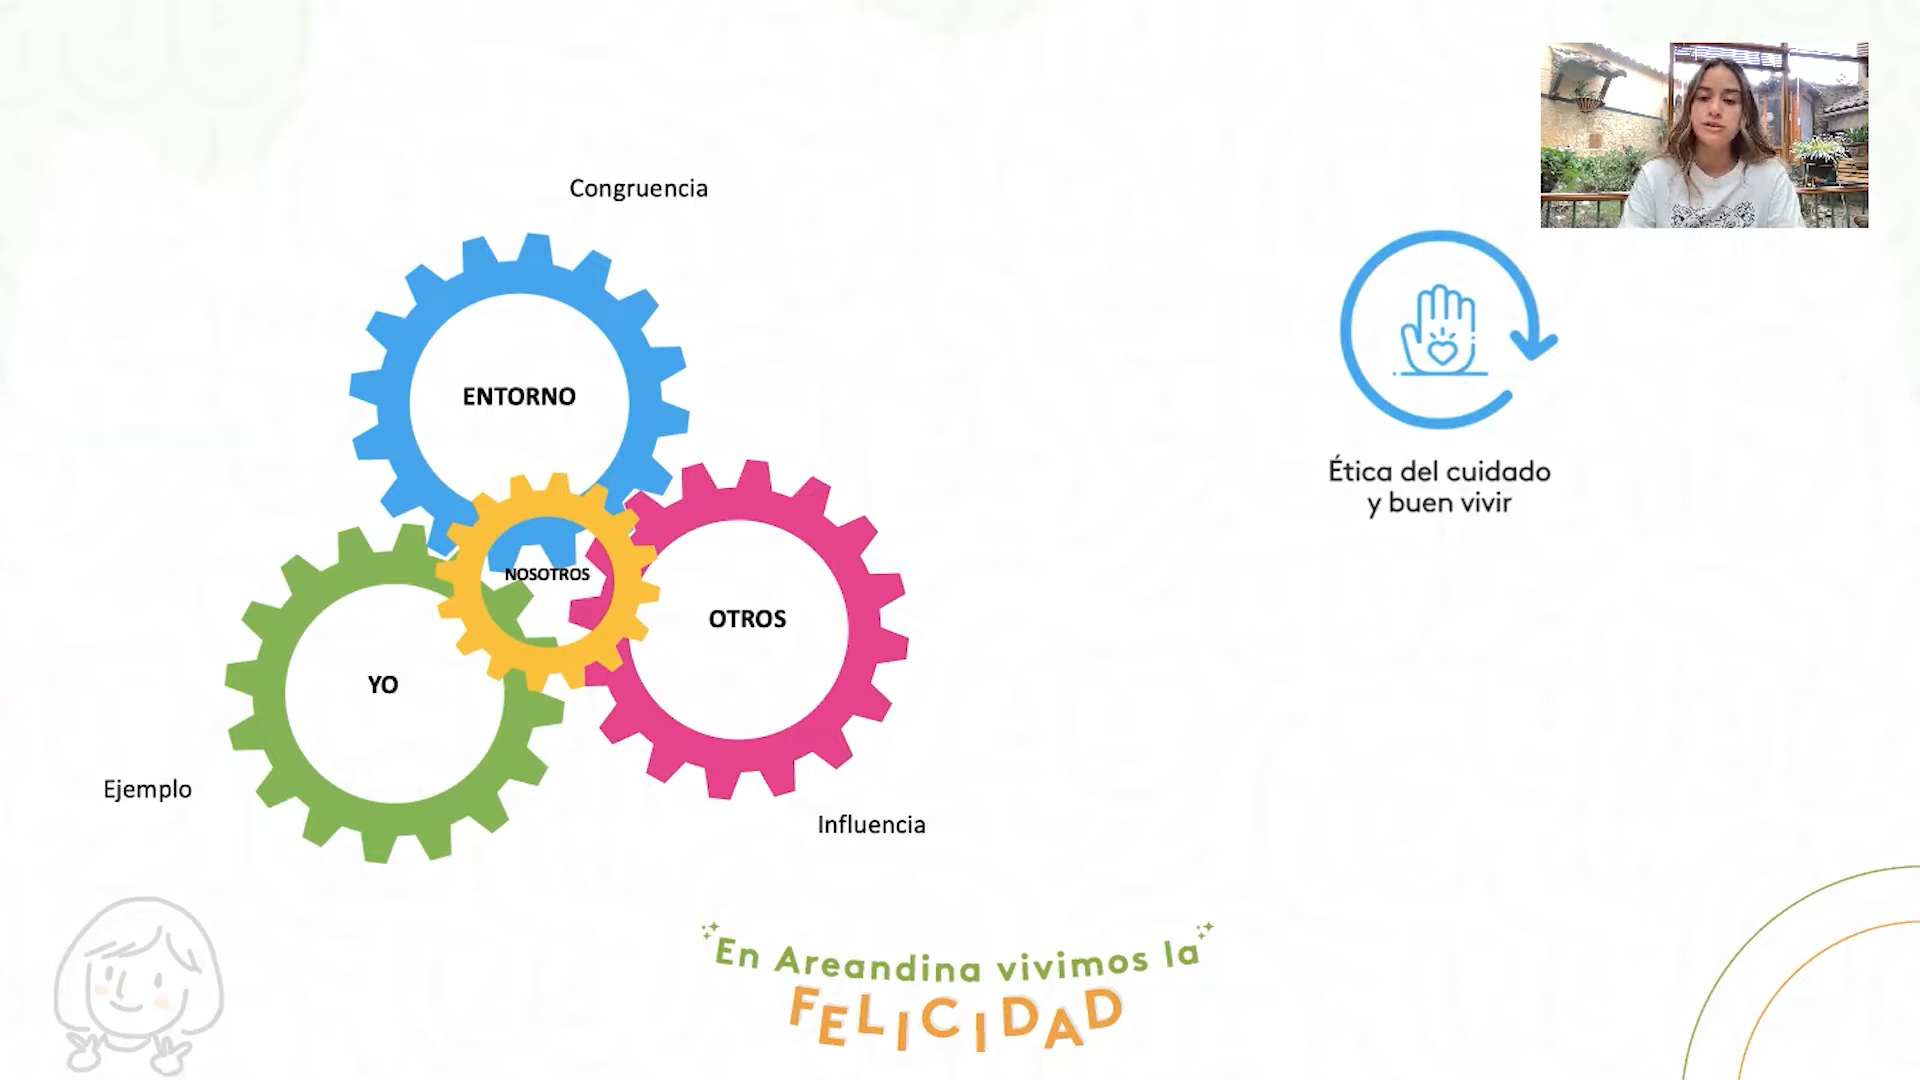 Congruencia
ENTORNO
NOSOTROS
OTROS
YO
Ejemplo
Influencia
Ética del cuidado
y buen vivir
En Areandina vivimos la
FELICIDAD